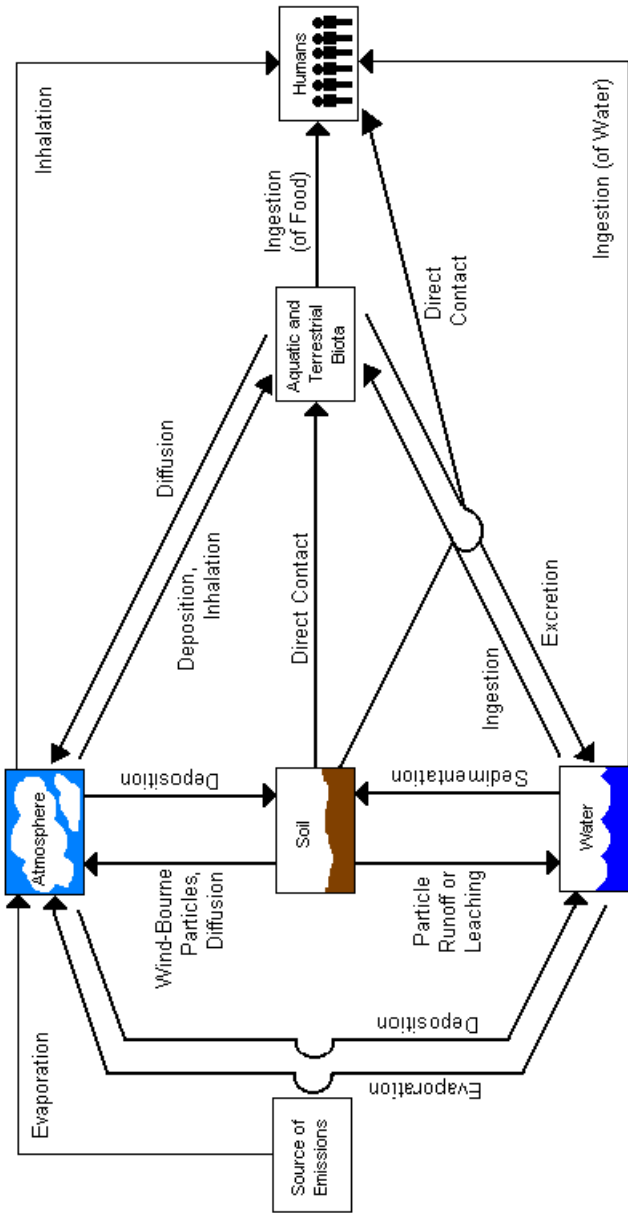 Evaporation
Source of
Emissions
Evaporation
Deposition
Atmosphere
Wind-Bourne
Particles,
Diffusion
Deposition
Soil
Particle
Runoff or
Leaching
Sedimentation
Water
Diffusion
Deposition,
Inhalation
Direct Contact
Ingestion
Excretion
Aquatic and
Terrestrial
Biota
Ingestion
(of Food)
Direct
Contact
Inhalation
Humans
Ingestion (of Water)